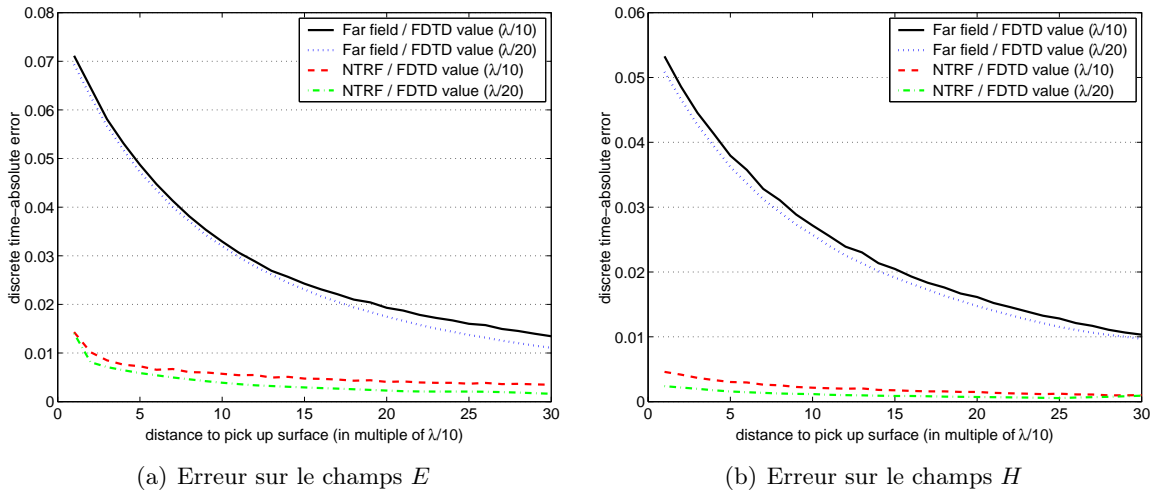 0.08
0.07
0.06
0.05
0.04
0.03
0.02
0.01
0
discrete time−absolute error
0
5
10
15
20
25
30
distance to pick up surface (in multiple of λ/10)
Far field / FDTD value (λ/10)
Far field / FDTD value (λ/20)
NTRF / FDTD value (λ/10)
NTRF / FDTD value (λ/20)
(a) Erreur sur le champs E
0.06
0.05
0.04
0.03
0.02
0.01
0
discrete time−absolute error
0
5
10
15
20
25
30
distance to pick up surface (in multiple of λ/10)
Far field / FDTD value (λ/10)
Far field / FDTD value (λ/20)
NTRF / FDTD value (λ/10)
NTRF / FDTD value (λ/20)
(b) Erreur sur le champs H